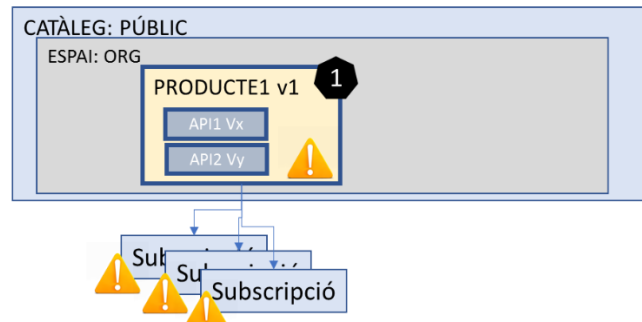 CATÀLEG: PÚBLIC
ESPAI: ORG
PRODUCTE1 v1
1
API1 Vx
API2 Vy
Subscripció